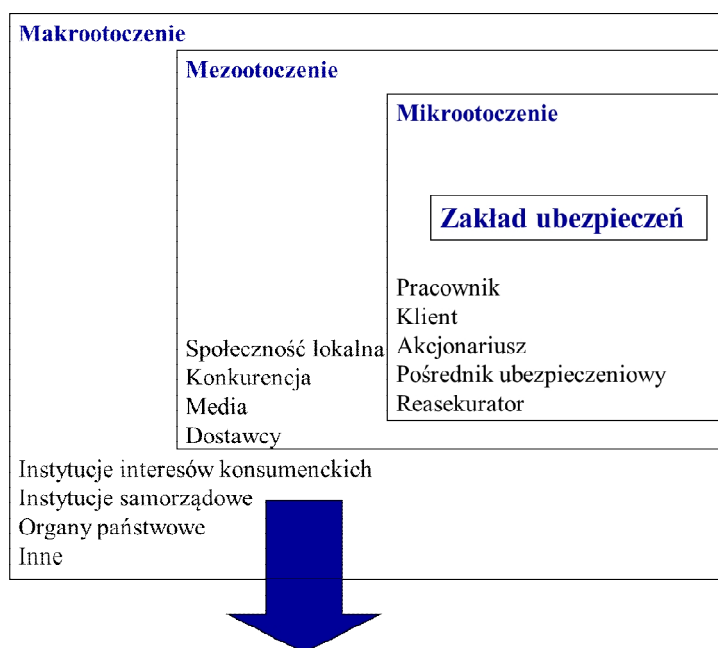 Makrootoczenie
Mezootoczenie
Mikrootoczenie
Zakład ubezpieczeń
Pracownik
Klient
Akcjonariusz
Pośrednik ubezpieczeniowy
Reasekurator
Społeczność lokalna
Konkurencja
Media
Dostawcy
Instytucje interesów konsumenckich
Instytucje samorządowe
Organy państwowe
Inne